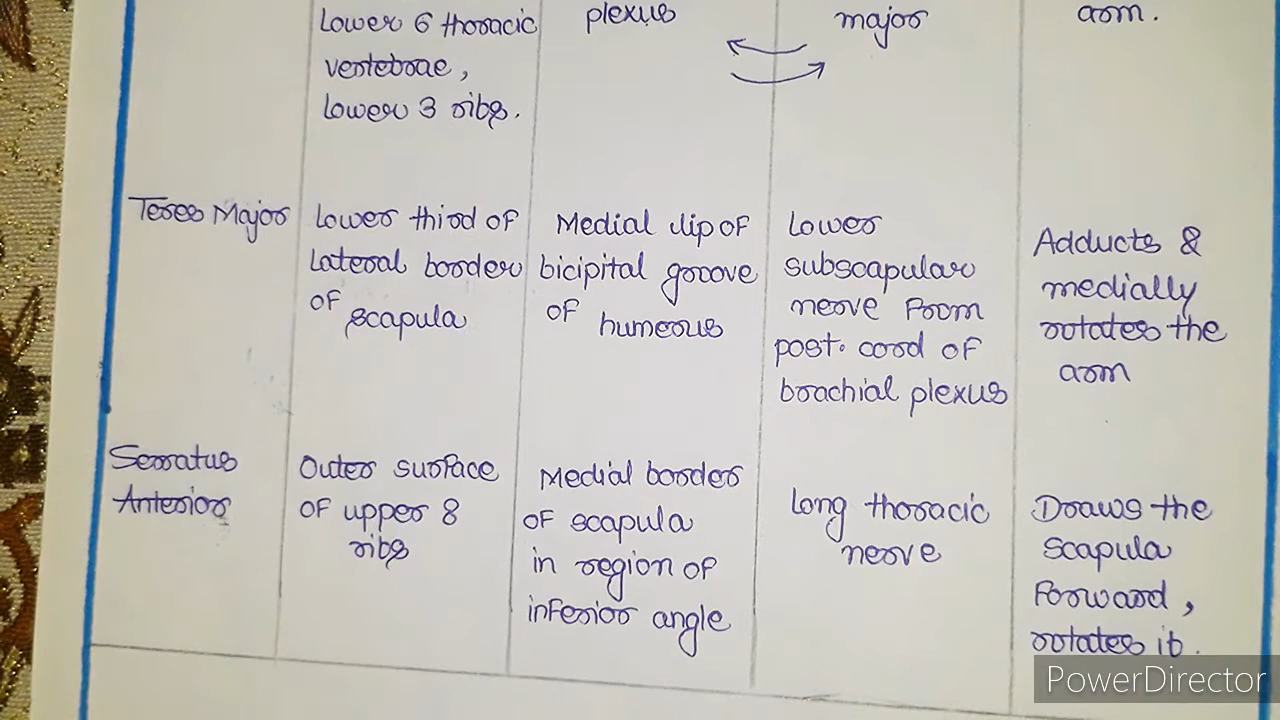 Lower 6 thoracic
vertebrae,
Lower 3 ribs.
plexus
major
arm.
Teres Major
Lower third of
Lateral border
of scapula
Medial lip of
bicipital groove
of humerous
Lower
subscapular
nerve from
post. cord of
brachial plexus
Adducts &
medially
rotates the
arm
Serratus
Anterior
Outer surface
of upper 8
ribs
Medial border
of scapula
in region of
inferior angle
Long thoracic
nerve
Draws the
scapula
Forward,
rotates it.
PowerDirector